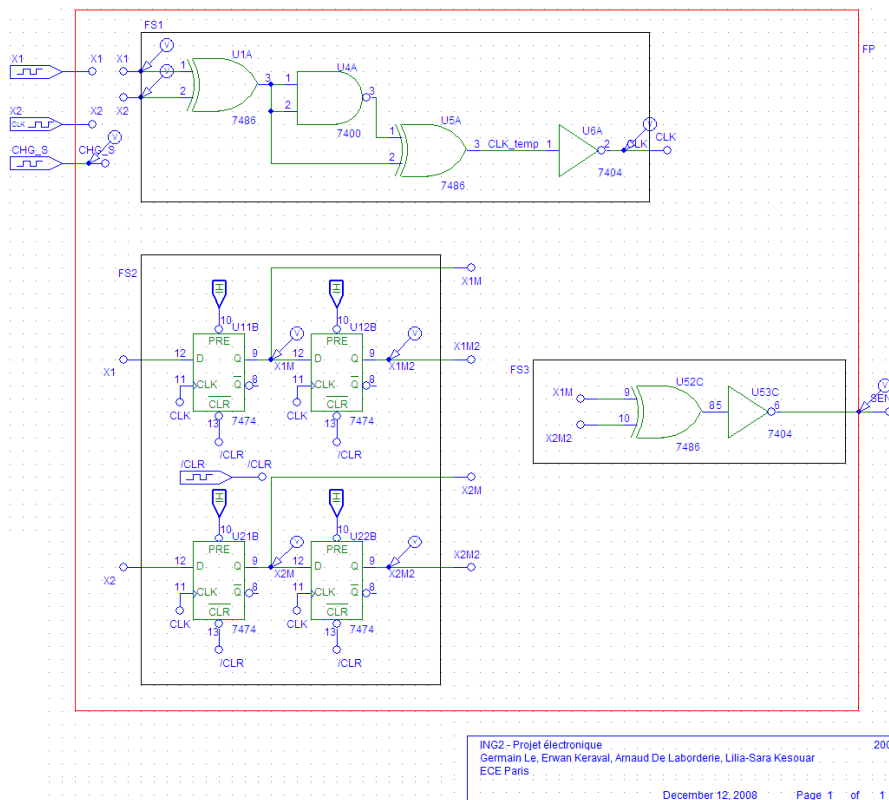 FS1
FP
X1 X1 X1
V
V
1
2
U1A
3
7486
1
2
U4A
3
7400
1
2
U5A
3
7486
CLK_temp
1
U6A
2
7404
V
CLK
CLK
X2
CLK
X2 X2
CHG_S
CHG_S
V
FS2
X1M
10
PRE
U11B
X1
12
D
Q
9
V
X1M
11
CLK
Q
8
CLK
CLR
13
7474
/CLR
10
PRE
U12B
12
D
Q
9
V
X1M2
X1M2
11
CLK
Q
8
CLK
CLR
13
7474
/CLR
/CLR
/CLR
X2M
10
PRE
U21B
X2
12
D
Q
9
V
X2M
11
CLK
Q
8
CLK
CLR
13
7474
/CLR
10
PRE
U22B
12
D
Q
9
V
X2M2
X2M2
11
CLK
Q
8
CLK
CLR
13
7474
/CLR
FS3
X1M
9
X2M2
10
U52C
8
7486
5
U53C
6
7404
V
SEN
ING2 - Projet électronique 200
Germain Le, Erwan Keraval, Arnaud De Laborderie, Lilia-Sara Kesouar
ECE Paris
December 12, 2008 Page 1 of 1